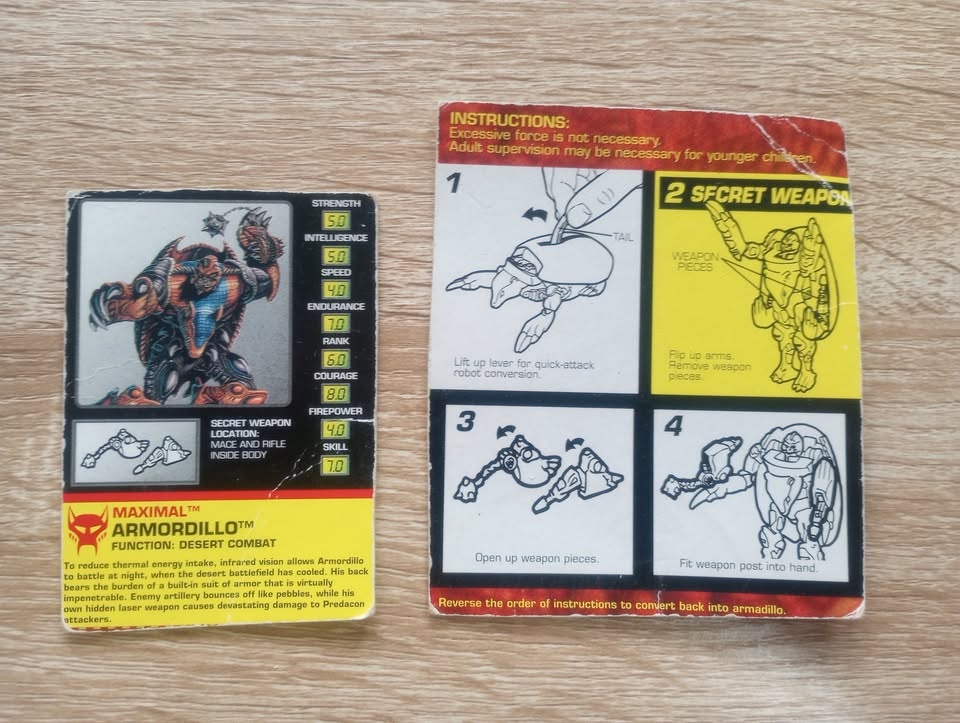 STRENGTH
5.0
INTELLIGENCE
5.0
SPEED
4.0
ENDURANCE
7.0
RANK
6.0
COURAGE
8.0
FIREPOWER
4.0
SKILL
7.0
SECRET WEAPON
LOCATION:
MACE AND RIFLE
INSIDE BODY
MAXIMAL™
ARMORDILLO™
FUNCTION: DESERT COMBAT
To reduce thermal energy intake, infrared vision allows Armordillo
to battle at night, when the desert battlefield has cooled. His back
bears the burden of a built-in suit of armor that is virtually
impenetrable. Enemy artillery bounces off like pebbles, while his
own hidden laser weapon causes devastating damage to Predacon
attackers.
INSTRUCTIONS:
Excessive force is not necessary.
Adult supervision may be necessary for younger children.
1
TAIL
Lift up lever for quick-attack
robot conversion.
2 SECRET WEAPON
WEAPON
PIECES
Flip up arms.
Remove weapon
pieces.
3
Open up weapon pieces.
4
Fit weapon post into hand.
Reverse the order of instructions to convert back into armadillo.